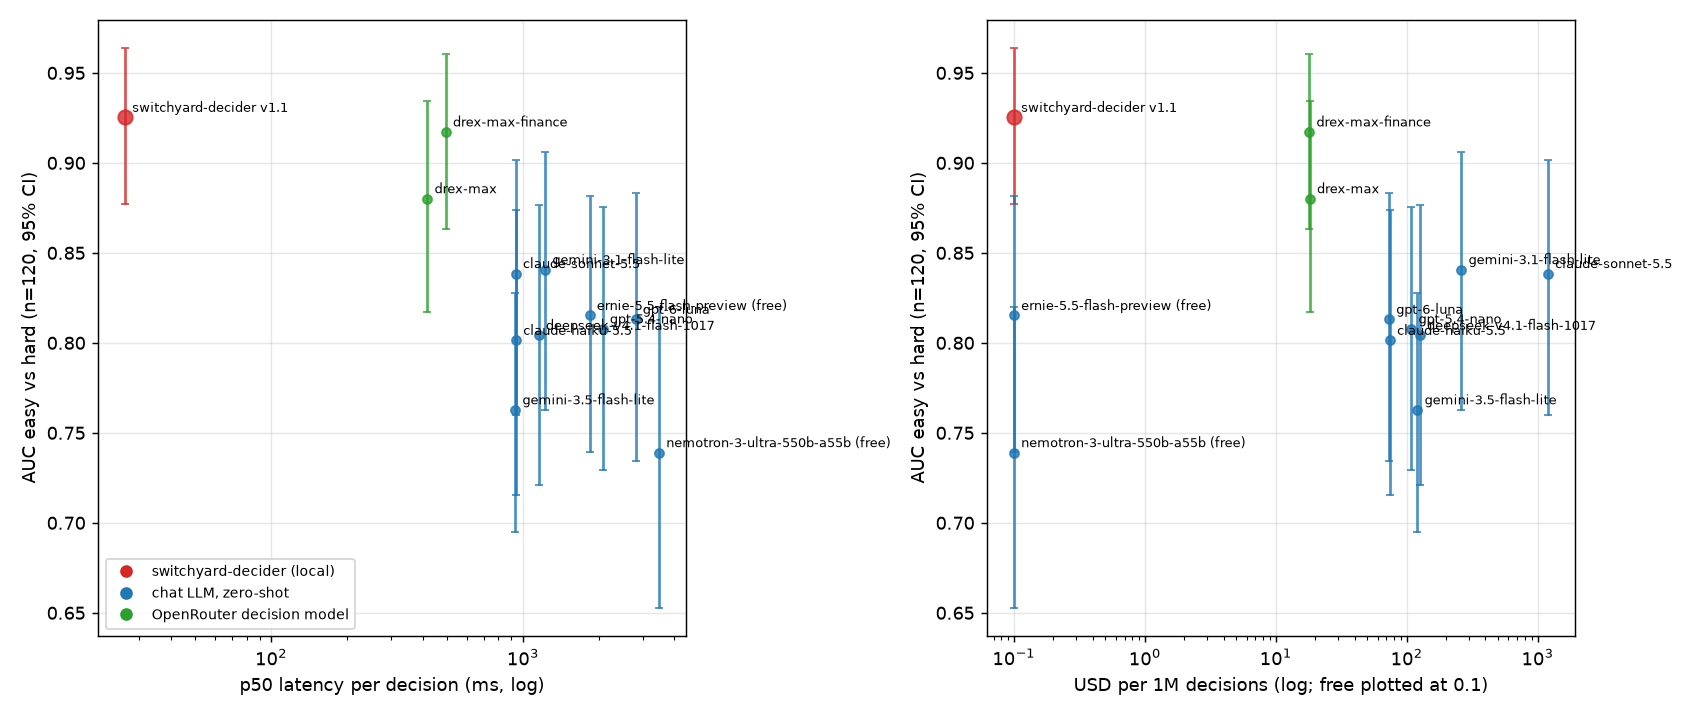 AUC easy vs hard (n=120, 95% CI)
0.95
0.90
0.85
0.80
0.75
0.70
0.65
switchyard-decider v1.1
drex-max-finance
drex-max
gemini-3.1-flash-lite
claude-sonnet-5.5
ernie-5.5-flash-preview (free)
gpt-6-luna
gpt-5.4-nano
deepseek-v4.1-flash-1017
claude-haiku-5.5
gemini-3.5-flash-lite
nemotron-3-ultra-550b-a55b (free)
switchyard-decider (local)
chat LLM, zero-shot
OpenRouter decision model
10²
10³
p50 latency per decision (ms, log)
AUC easy vs hard (n=120, 95% CI)
0.95
0.90
0.85
0.80
0.75
0.70
0.65
switchyard-decider v1.1
drex-max-finance
drex-max
gemini-3.1-flash-lite
claude-sonnet-5.5
ernie-5.5-flash-preview (free)
gpt-6-luna
gpt-5.4-nano
deepseek-v4.1-flash-1017
claude-haiku-5.5
gemini-3.5-flash-lite
nemotron-3-ultra-550b-a55b (free)
10⁻¹
10⁰
10¹
10²
10³
USD per 1M decisions (log; free plotted at 0.1)